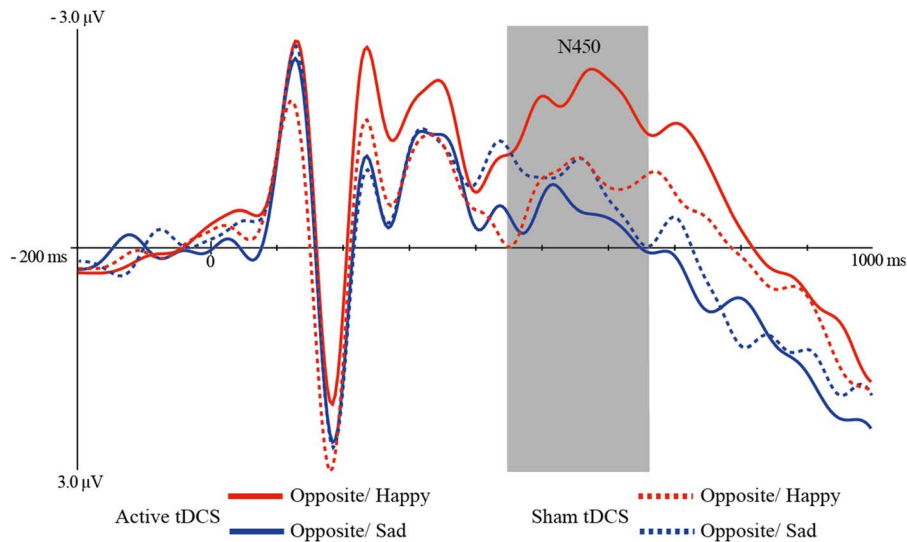 - 3.0 μV
N450
- 200 ms
0
1000 ms
3.0 μV
Active tDCS
Opposite/ Happy
Opposite/ Sad
Sham tDCS
Opposite/ Happy
Opposite/ Sad